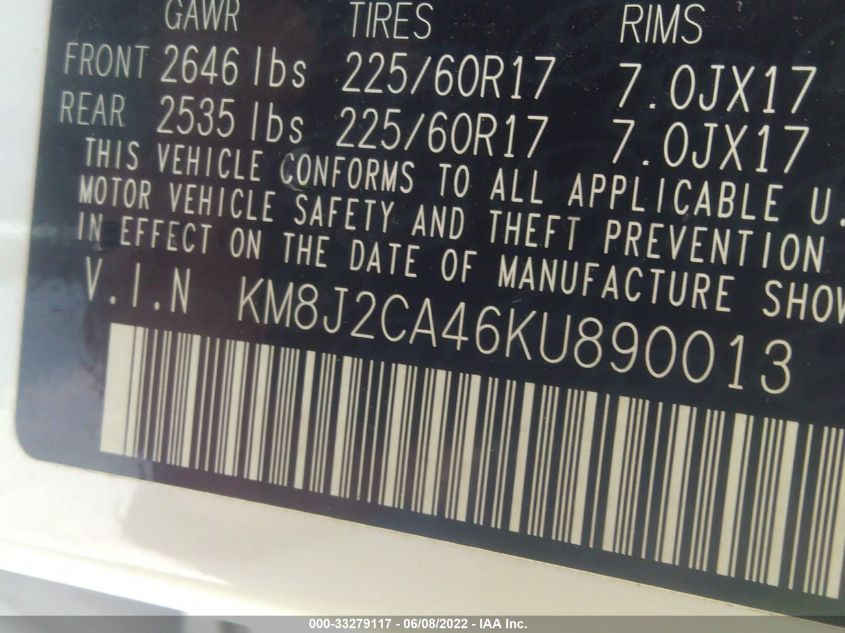 GAWR TIRES RIMS
FRONT 2646 lbs 225/60R17 7.0JX17
REAR 2535 lbs 225/60R17 7.0JX17
THIS VEHICLE CONFORMS TO ALL APPLICABLE U.
MOTOR VEHICLE SAFETY AND THEFT PREVENTION
IN EFFECT ON THE DATE OF MANUFACTURE SHOW
V.I.N KM8J2CA46KU890013
000-33279117 - 06/08/2022 - IAA Inc.